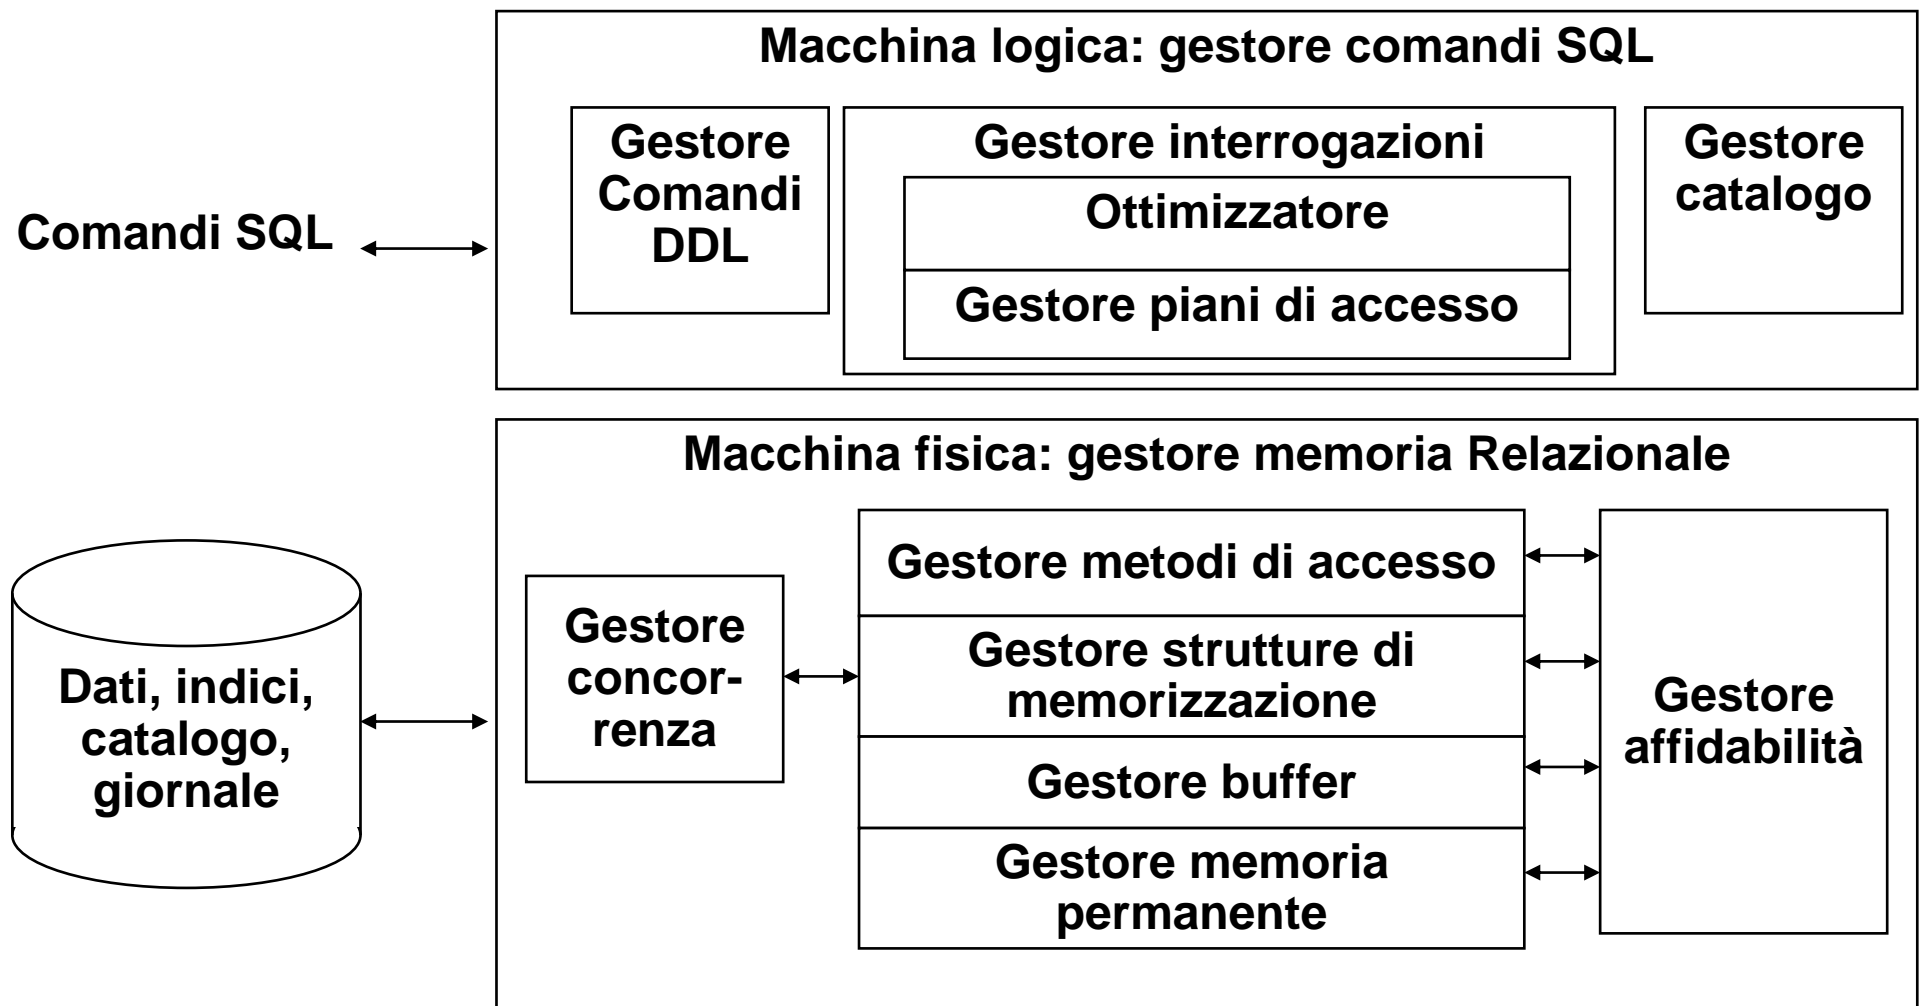 Macchina logica: gestore comandi SQL
Gestore
Comandi
DDL
Gestore interrogazioni
Ottimizzatore
Gestore piani di accesso
Gestore
catalogo
Comandi SQL
Macchina fisica: gestore memoria Relazionale
Dati, indici,
catalogo,
giornale
Gestore
concor-
renza
Gestore metodi di accesso
Gestore strutture di
memorizzazione
Gestore buffer
Gestore memoria
permanente
Gestore
affidabilità